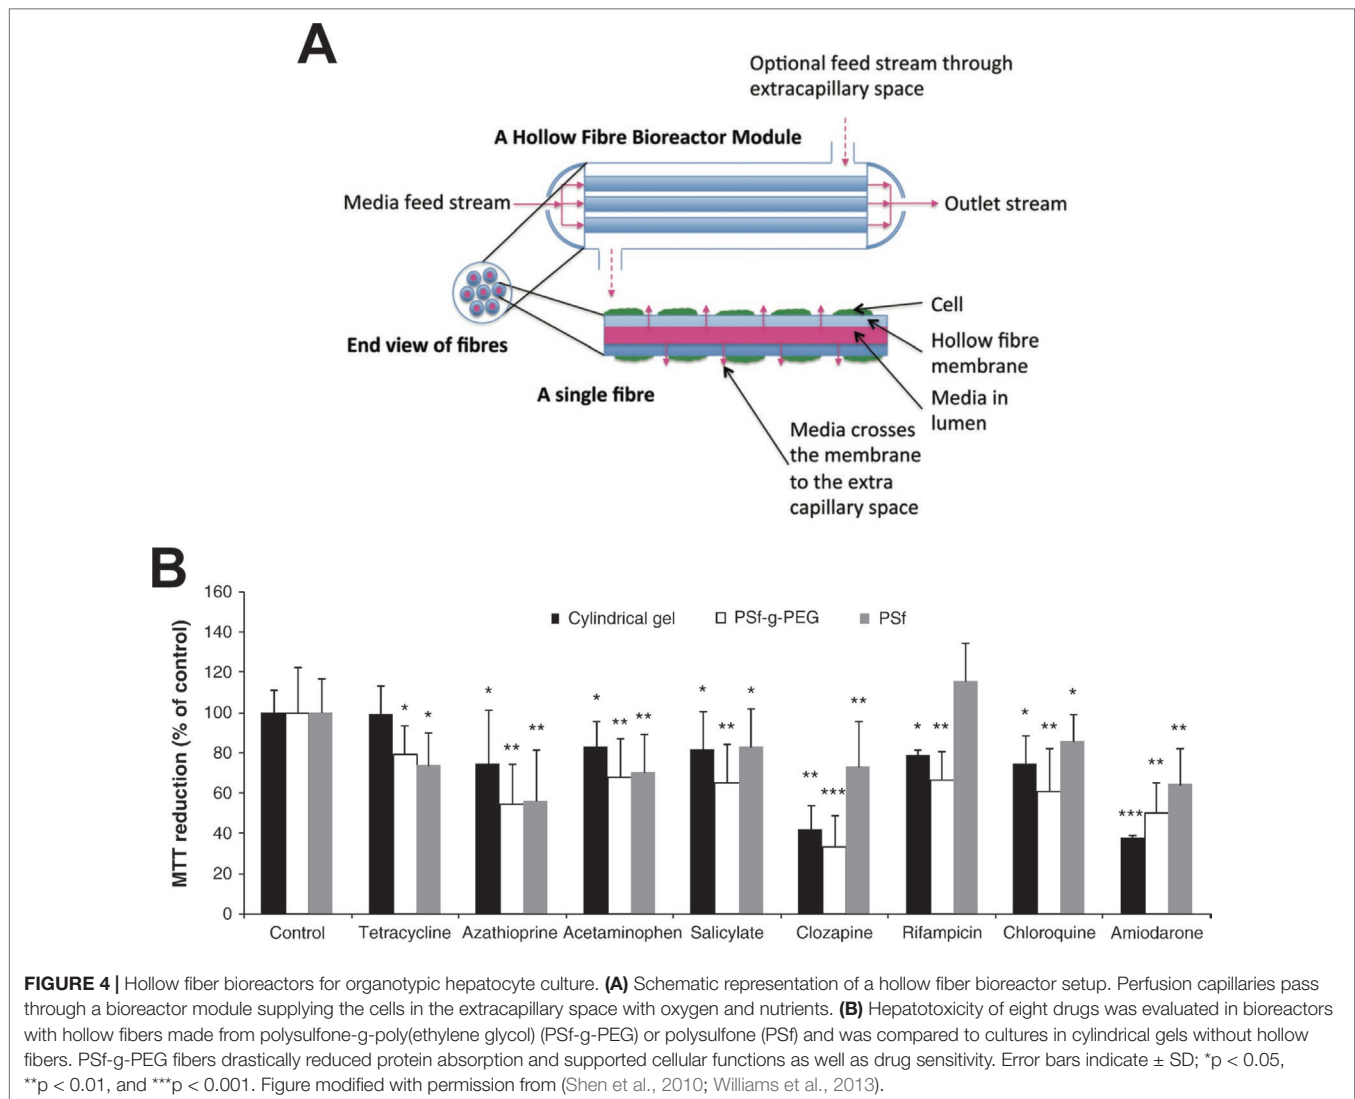 A
Optional feed stream through
extracapillary space
A Hollow Fibre Bioreactor Module
Media feed stream
Outlet stream
End view of fibres
A single fibre
Cell
Hollow fibre
membrane
Media in
lumen
Media crosses
the membrane
to the extra
capillary space
B
MTT reduction (% of control)
160
140
120
100
80
60
40
20
0
Cylindrical gel PSf-g-PEG PSf
* * * ** ** * ** ** * ** * ** *** ** * ** * ** * *** ** **
Control Tetracycline Azathioprine Acetaminophen Salicylate Clozapine Rifampicin Chloroquine Amiodarone
FIGURE 4 | Hollow fiber bioreactors for organotypic hepatocyte culture. (A) Schematic representation of a hollow fiber bioreactor setup. Perfusion capillaries pass
through a bioreactor module supplying the cells in the extracapillary space with oxygen and nutrients. (B) Hepatotoxicity of eight drugs was evaluated in bioreactors
with hollow fibers made from polysulfone-g-poly(ethylene glycol) (PSf-g-PEG) or polysulfone (PSf) and was compared to cultures in cylindrical gels without hollow
fibers. PSf-g-PEG fibers drastically reduced protein absorption and supported cellular functions as well as drug sensitivity. Error bars indicate ± SD; *p < 0.05,
**p < 0.01, and ***p < 0.001. Figure modified with permission from (Shen et al., 2010; Williams et al., 2013).